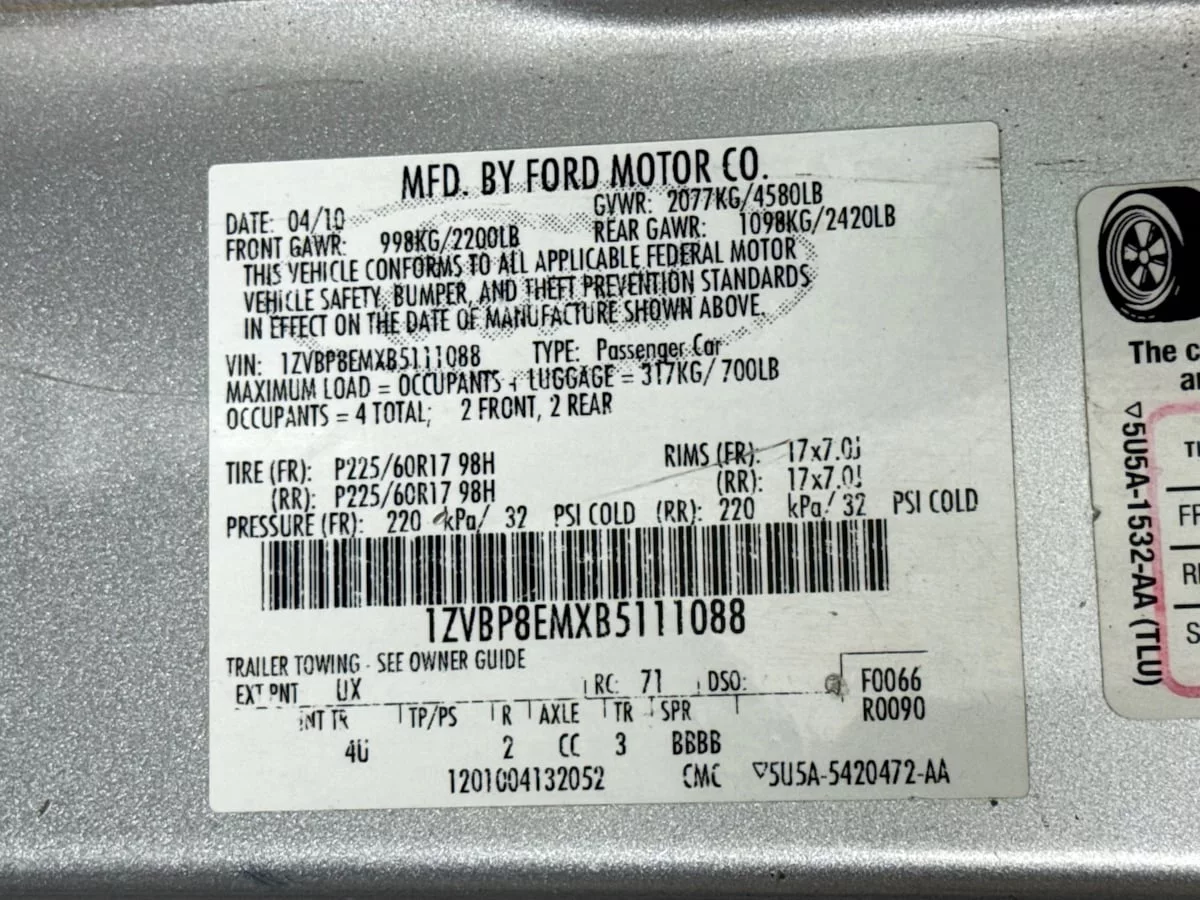 MFD. BY FORD MOTOR CO.
DATE: 04/10 GVWR: 2077KG/4580LB
FRONT GAWR: 998KG/2200LB REAR GAWR: 1098KG/2420LB
THIS VEHICLE CONFORMS TO ALL APPLICABLE FEDERAL MOTOR
VEHICLE SAFETY, BUMPER, AND THEFT PREVENTION STANDARDS
IN EFFECT ON THE DATE OF MANUFACTURE SHOWN ABOVE.
VIN: 1ZVBP8EMXB5111088 TYPE: Passenger Car
MAXIMUM LOAD = OCCUPANTS + LUGGAGE = 317KG/ 700LB
OCCUPANTS = 4 TOTAL; 2 FRONT, 2 REAR
TIRE (FR): P225/60R17 98H RIMS (FR): 17x7.0J
(RR): P225/60R17 98H (RR): 17x7.0J
PRESSURE (FR): 220 kPa/ 32 PSI COLD (RR): 220 kPa/ 32 PSI COLD
1ZVBP8EMXB5111088
TRAILER TOWING - SEE OWNER GUIDE
EXT PNT UX RC: 71 DSO: F0066
INT TR TP/PS R AXLE TR SPR R0090
4U 2 CC 3 BBBB
1201004132052 CMC ▽5U5A-5420472-AA
The c
a
▽5U5A-1532-AA (TLU)
T
F
R
S